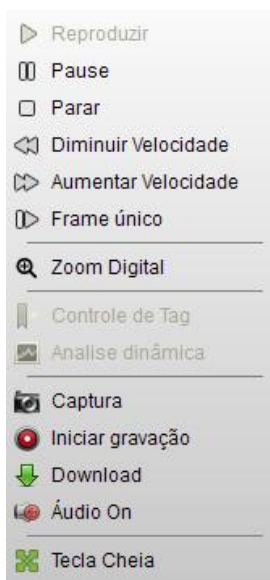 Reproduzir
Pause
Parar
Diminuir Velocidade
Aumentar Velocidade
Frame único
Zoom Digital
Controle de Tag
Analise dinâmica
Captura
Iniciar gravação
Download
Áudio On
Tecla Cheia